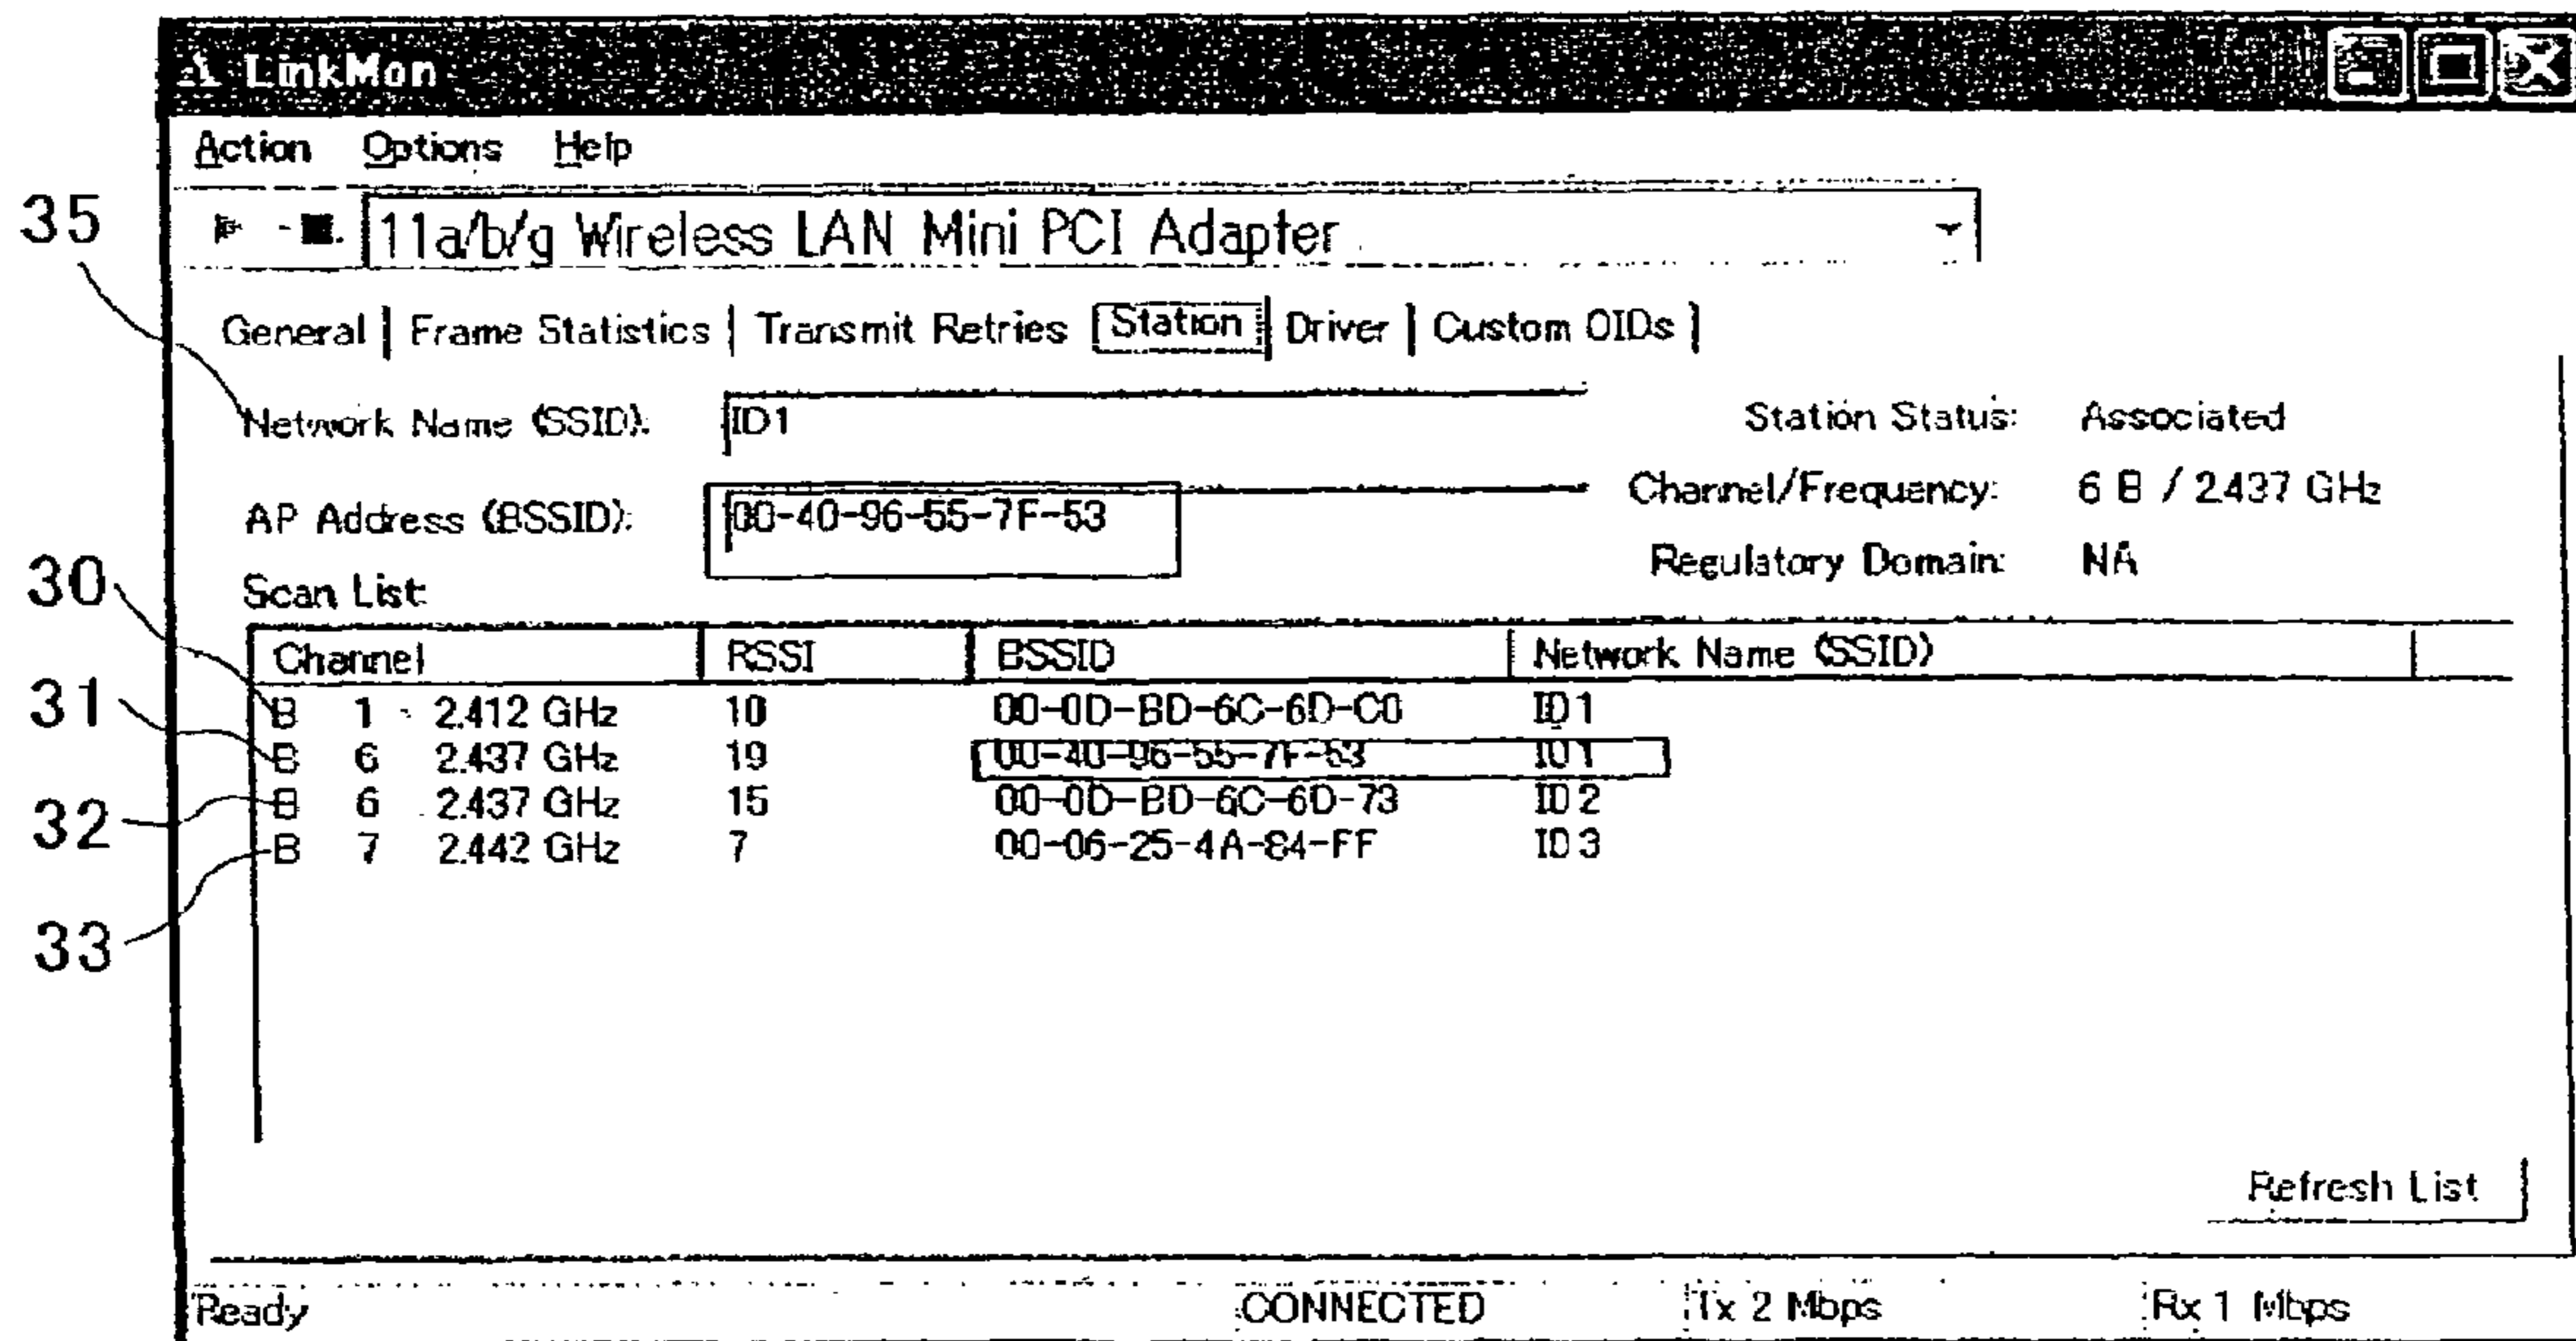 LinkMon
Action Options Help
35
11a/b/g Wireless LAN Mini PCI Adapter
General | Frame Statistics | Transmit Retries Station Driver | Custom OIDs
Network Name (SSID): ID1 Station Status: Associated
AP Address (BSSID): 00-40-96-55-7F-53 Channel/Frequency: 6 B / 2.437 GHz
Regulatory Domain: NA
30 Scan List:
Channel RSSI BSSID Network Name (SSID)
31 B 1 - 2.412 GHz 10 00-0D-BD-6C-6D-C0 ID1
B 6 2.437 GHz 19 00-40-96-55-7F-53 ID1
32 B 6 2.437 GHz 15 00-0D-BD-6C-6D-73 ID2
B 7 2.442 GHz 7 00-06-25-4A-84-FF ID3
33
Refresh List
Ready CONNECTED Tx 2 Mbps Rx 1 Mbps